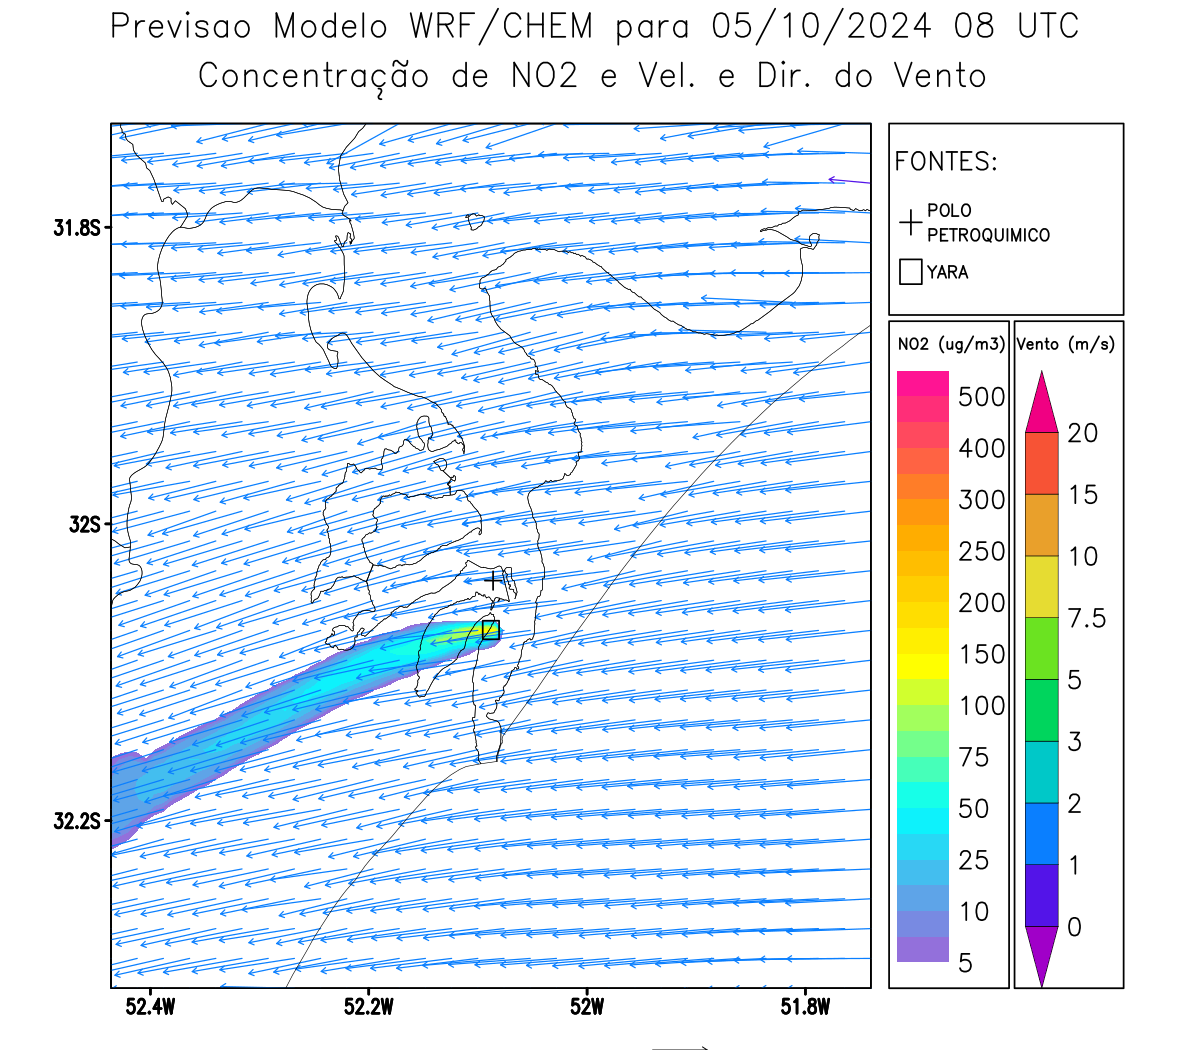 Previsao Modelo WRF/CHEM para 05/10/2024 08 UTC
Concentração de NO2 e Vel. e Dir. do Vento
FONTES:
POLO
PETROQUIMICO
YARA
31.8S
32S
32.2S
52.4W
52.2W
52W
51.8W
NO2 (ug/m3)
500
400
300
250
200
150
100
75
50
25
10
5
Vento (m/s)
20
15
10
7.5
5
3
2
1
0